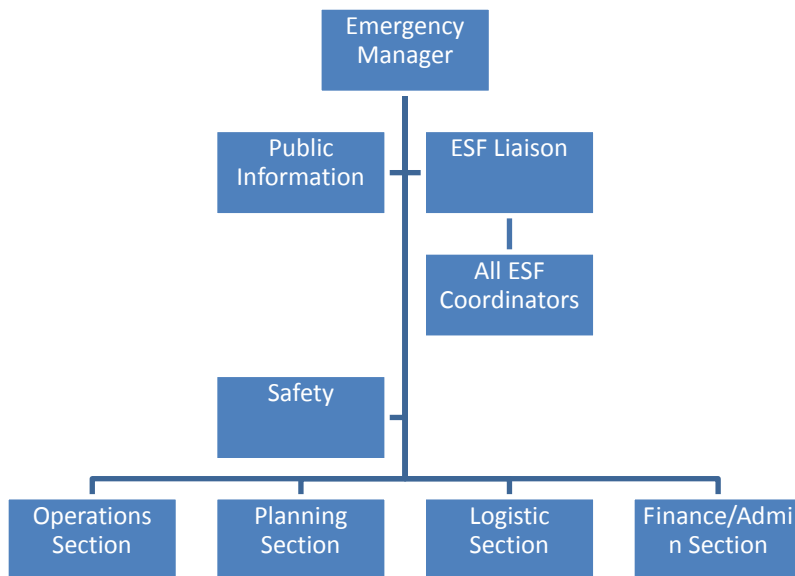 Emergency
Manager
Public
Information
ESF Liaison
All ESF
Coordinators
Safety
Operations
Section
Planning
Section
Logistic
Section
Finance/Admi
n Section